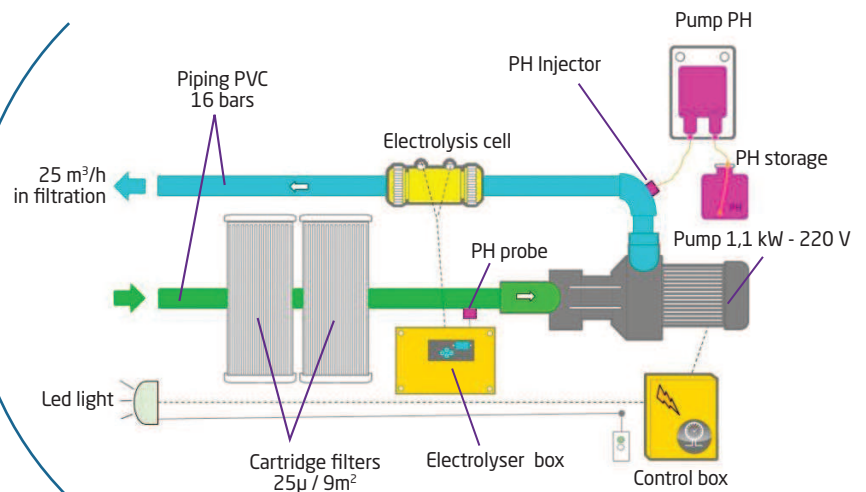 Pump PH
PH Injector
Piping PVC
16 bars
Electrolysis cell
25 m³/h
in filtration
PH storage
PH
Pump 1,1 kW - 220 V
PH probe
Led light
Cartridge filters
25µ / 9m²
Electrolyser box
Control box